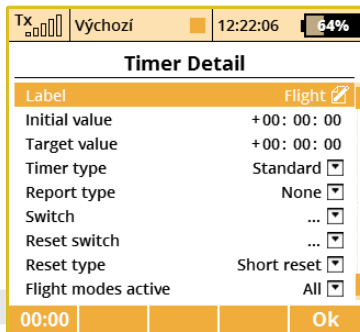 Tx Výchozí 12:22:06 64%
Timer Detail
Label Flight
Initial value +00: 00: 00
Target value +00: 00: 00
Timer type Standard
Report type None
Switch ...
Reset switch ...
Reset type Short reset
Flight modes active All
00:00 Ok